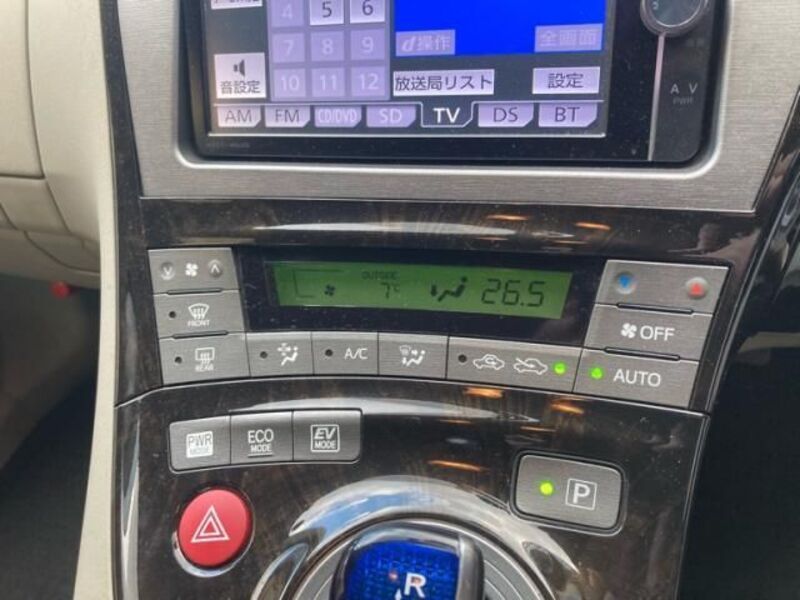 4 5 6
7 8 9
10 11 12
操作
全画面
音設定
放送局リスト
設定
AM FM CD/DVD SD TV DS BT
∧ ∨
PWR
OUTSIDE
7℃
26.5
FRONT
OFF
REAR
A/C
AUTO
PWR MODE
ECO MODE
EV MODE
P
R